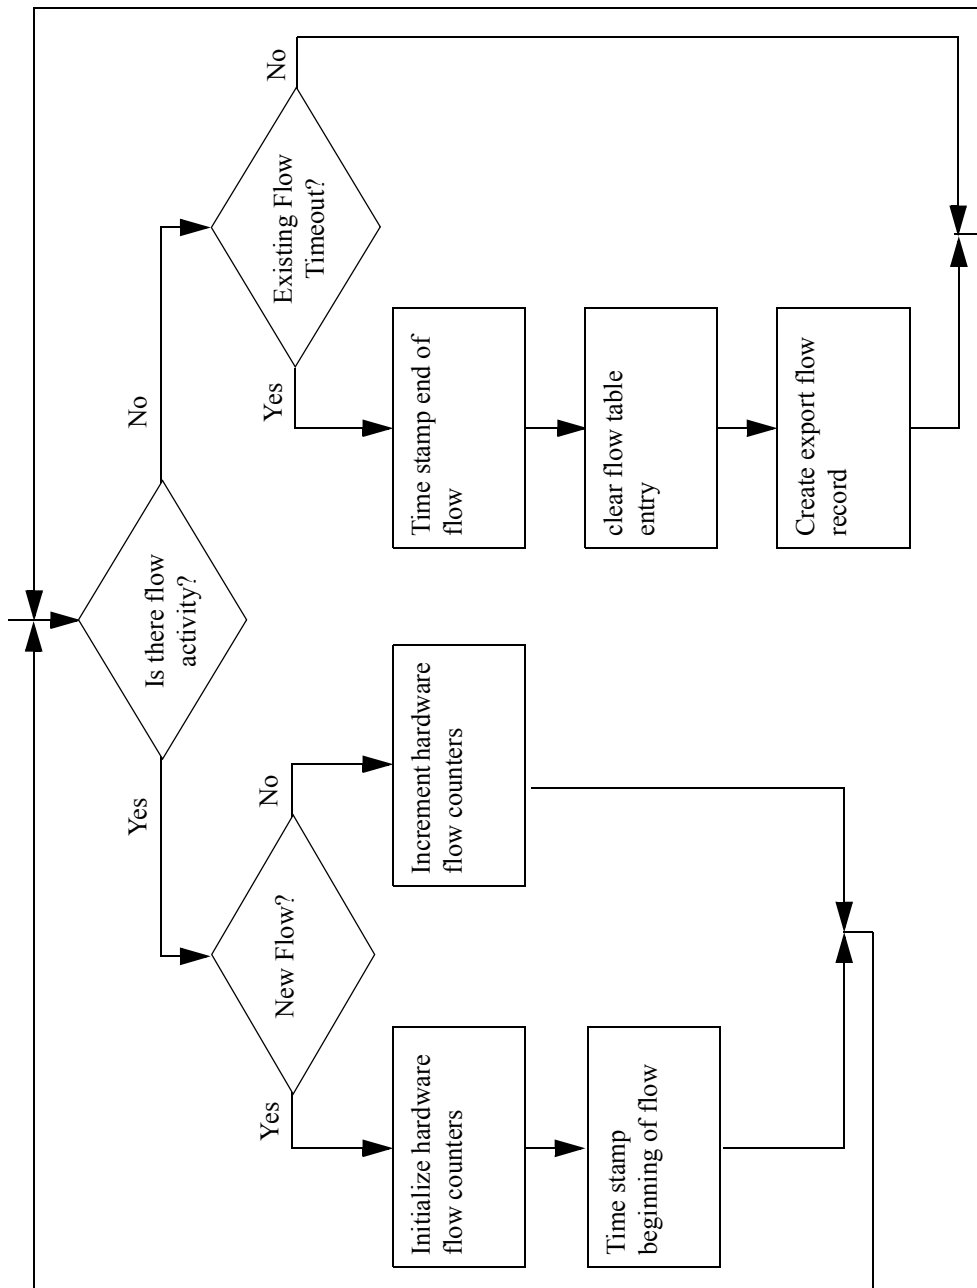 Is there flow
activity?
Yes
No
New Flow?
Yes
No
Existing Flow
Timeout?
Yes
No
Initialize hardware
flow counters
Increment hardware
flow counters
Time stamp end of
flow
Time stamp
beginning of flow
clear flow table
entry
Create export flow
record